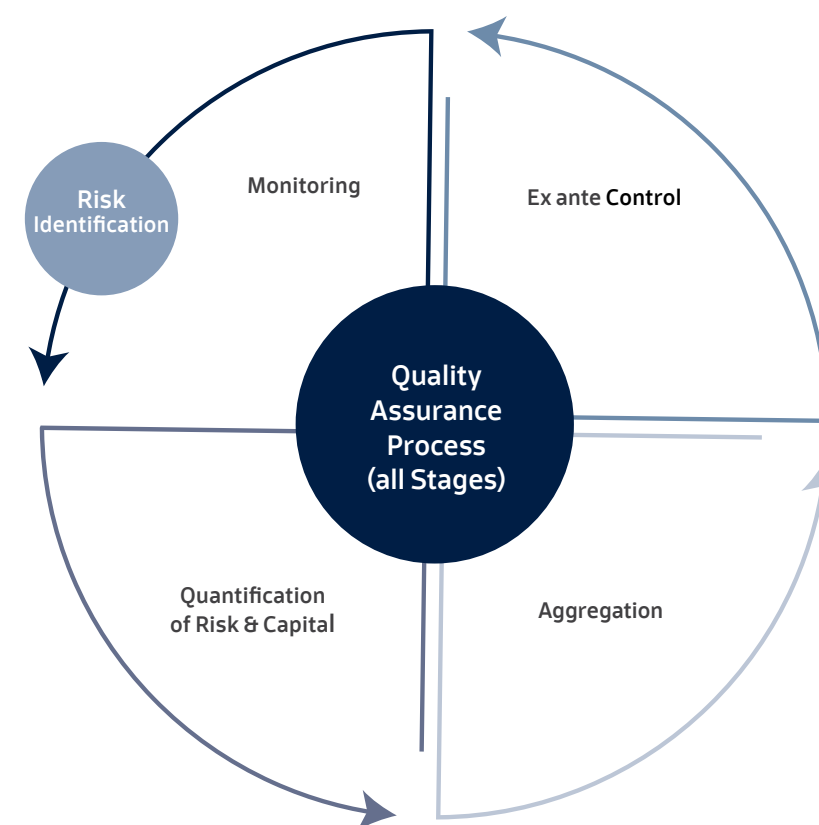 Monitoring
Ex ante Control
Risk
Identification
Quality
Assurance
Process
(all Stages)
Quantification
of Risk & Capital
Aggregation